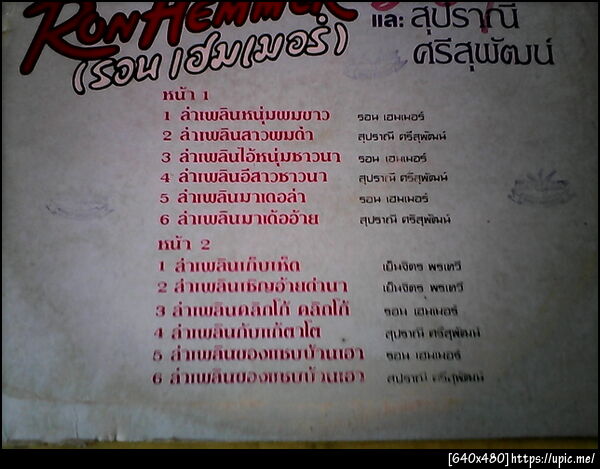 RON HEMMER
(รอน เฮมเมอร์)
และ สุปราณี
ศรีสุพัฒน์
หน้า 1
1 ลำเพลินหนุ่มผมขาว รอน เฮมเมอร์
2 ลำเพลินสาวผมดำ สุปราณี ศรีสุพัฒน์
3 ลำเพลินไอ้หนุ่มชาวนา รอน เฮมเมอร์
4 ลำเพลินอีสาวชาวนา สุปราณี ศรีสุพัฒน์
5 ลำเพลินมาเดอล่า รอน เฮมเมอร์
6 ลำเพลินมาเด้ออ้าย สุปราณี ศรีสุพัฒน์
หน้า 2
1 ลำเพลินเก็บเห็ด เย็นจิตร พรเทวี
2 ลำเพลินเชิญอ้ายดำนา เย็นจิตร พรเทวี
3 ลำเพลินคลิกโก้ คลิกโก้ รอน เฮมเมอร์
4 ลำเพลินกับแก้ตาโต สุปราณี ศรีสุพัฒน์
5 ลำเพลินของแซบบ้านเฮา รอน เฮมเมอร์
6 ลำเพลินของแซบบ้านเฮา สุปราณี ศรีสุพัฒน์
[640x480]https://upic.me/